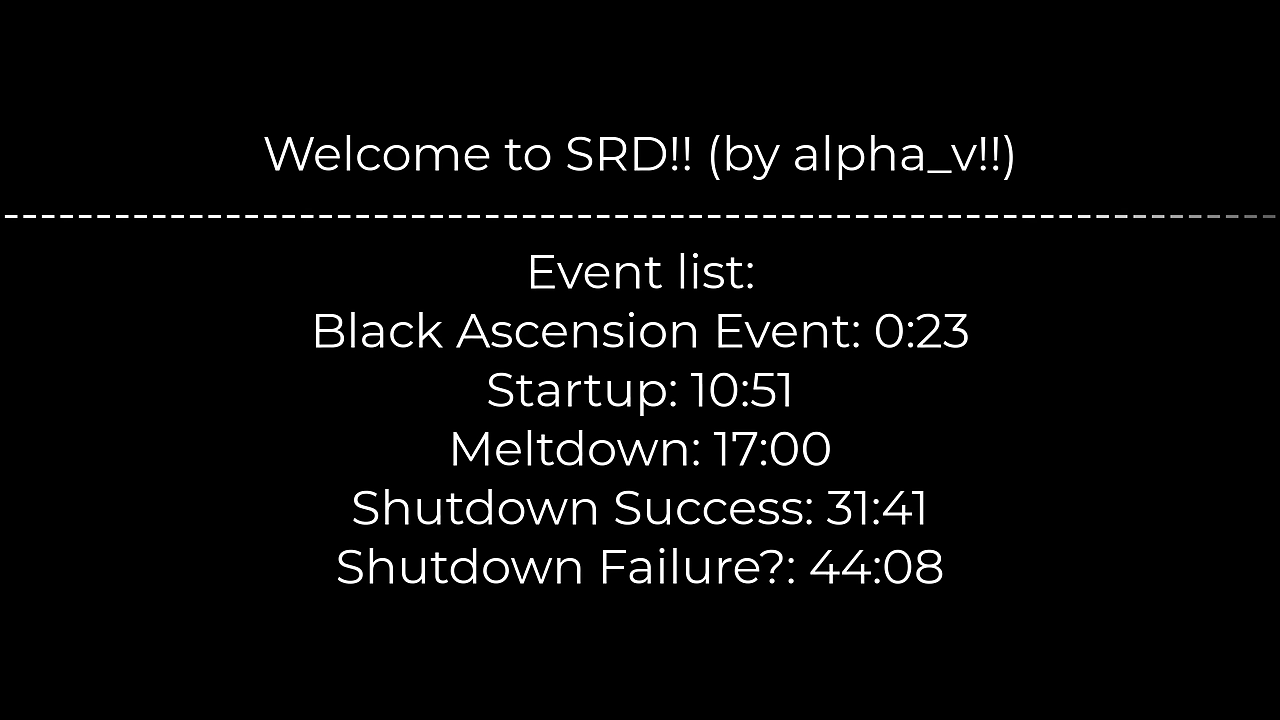 Welcome to SRD!! (by alpha_v!!)
Event list:
Black Ascension Event: 0:23
Startup: 10:51
Meltdown: 17:00
Shutdown Success: 31:41
Shutdown Failure?: 44:08